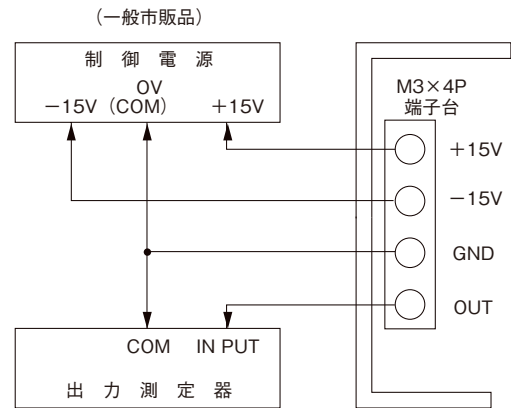 （一般市販品）
制御電源
0V
－15V（COM）　＋15V
M3×4P
端子台
＋15V
－15V
GND
OUT
COM　IN PUT
出力測定器